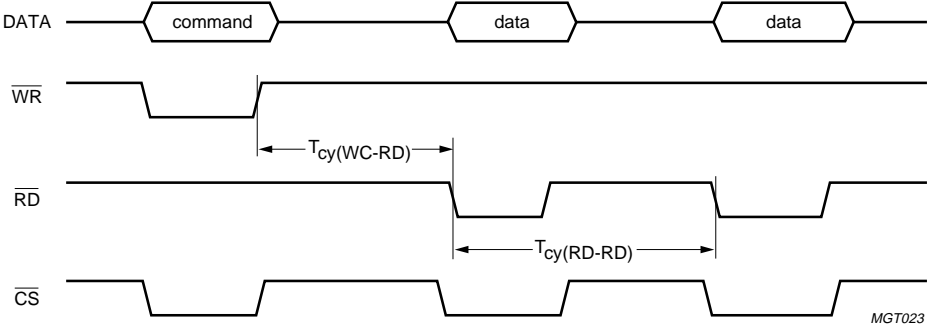 DATA command data data
WR
Tcy(WC-RD)
RD
Tcy(RD-RD)
CS
MGT023